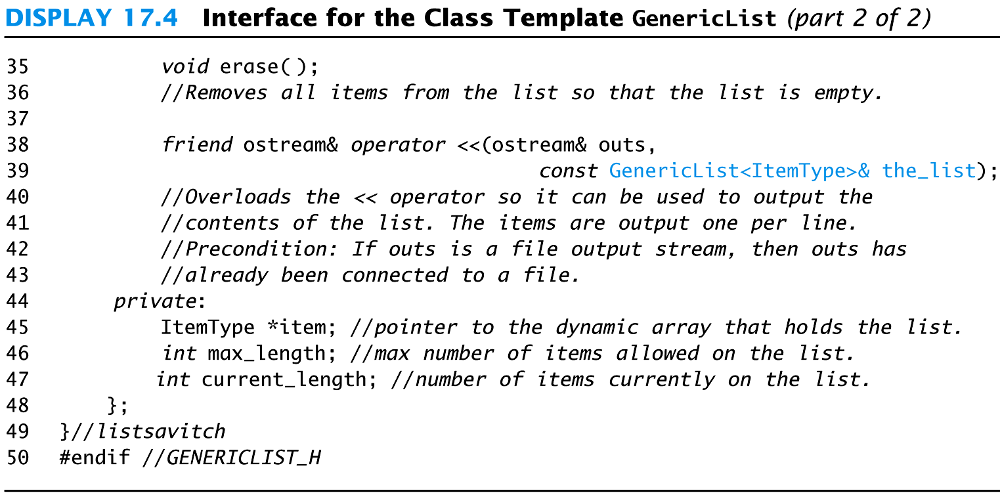 DISPLAY 17.4 Interface for the Class Template GenericList (part 2 of 2)
35 void erase( );
36 //Removes all items from the list so that the list is empty.
37
38 friend ostream& operator <<(ostream& outs,
39 const GenericList<ItemType>& the_list);
40 //Overloads the << operator so it can be used to output the
41 //contents of the list. The items are output one per line.
42 //Precondition: If outs is a file output stream, then outs has
43 //already been connected to a file.
44 private:
45 ItemType *item; //pointer to the dynamic array that holds the list.
46 int max_length; //max number of items allowed on the list.
47 int current_length; //number of items currently on the list.
48 };
49 }//listsavitch
50 #endif //GENERICLIST_H